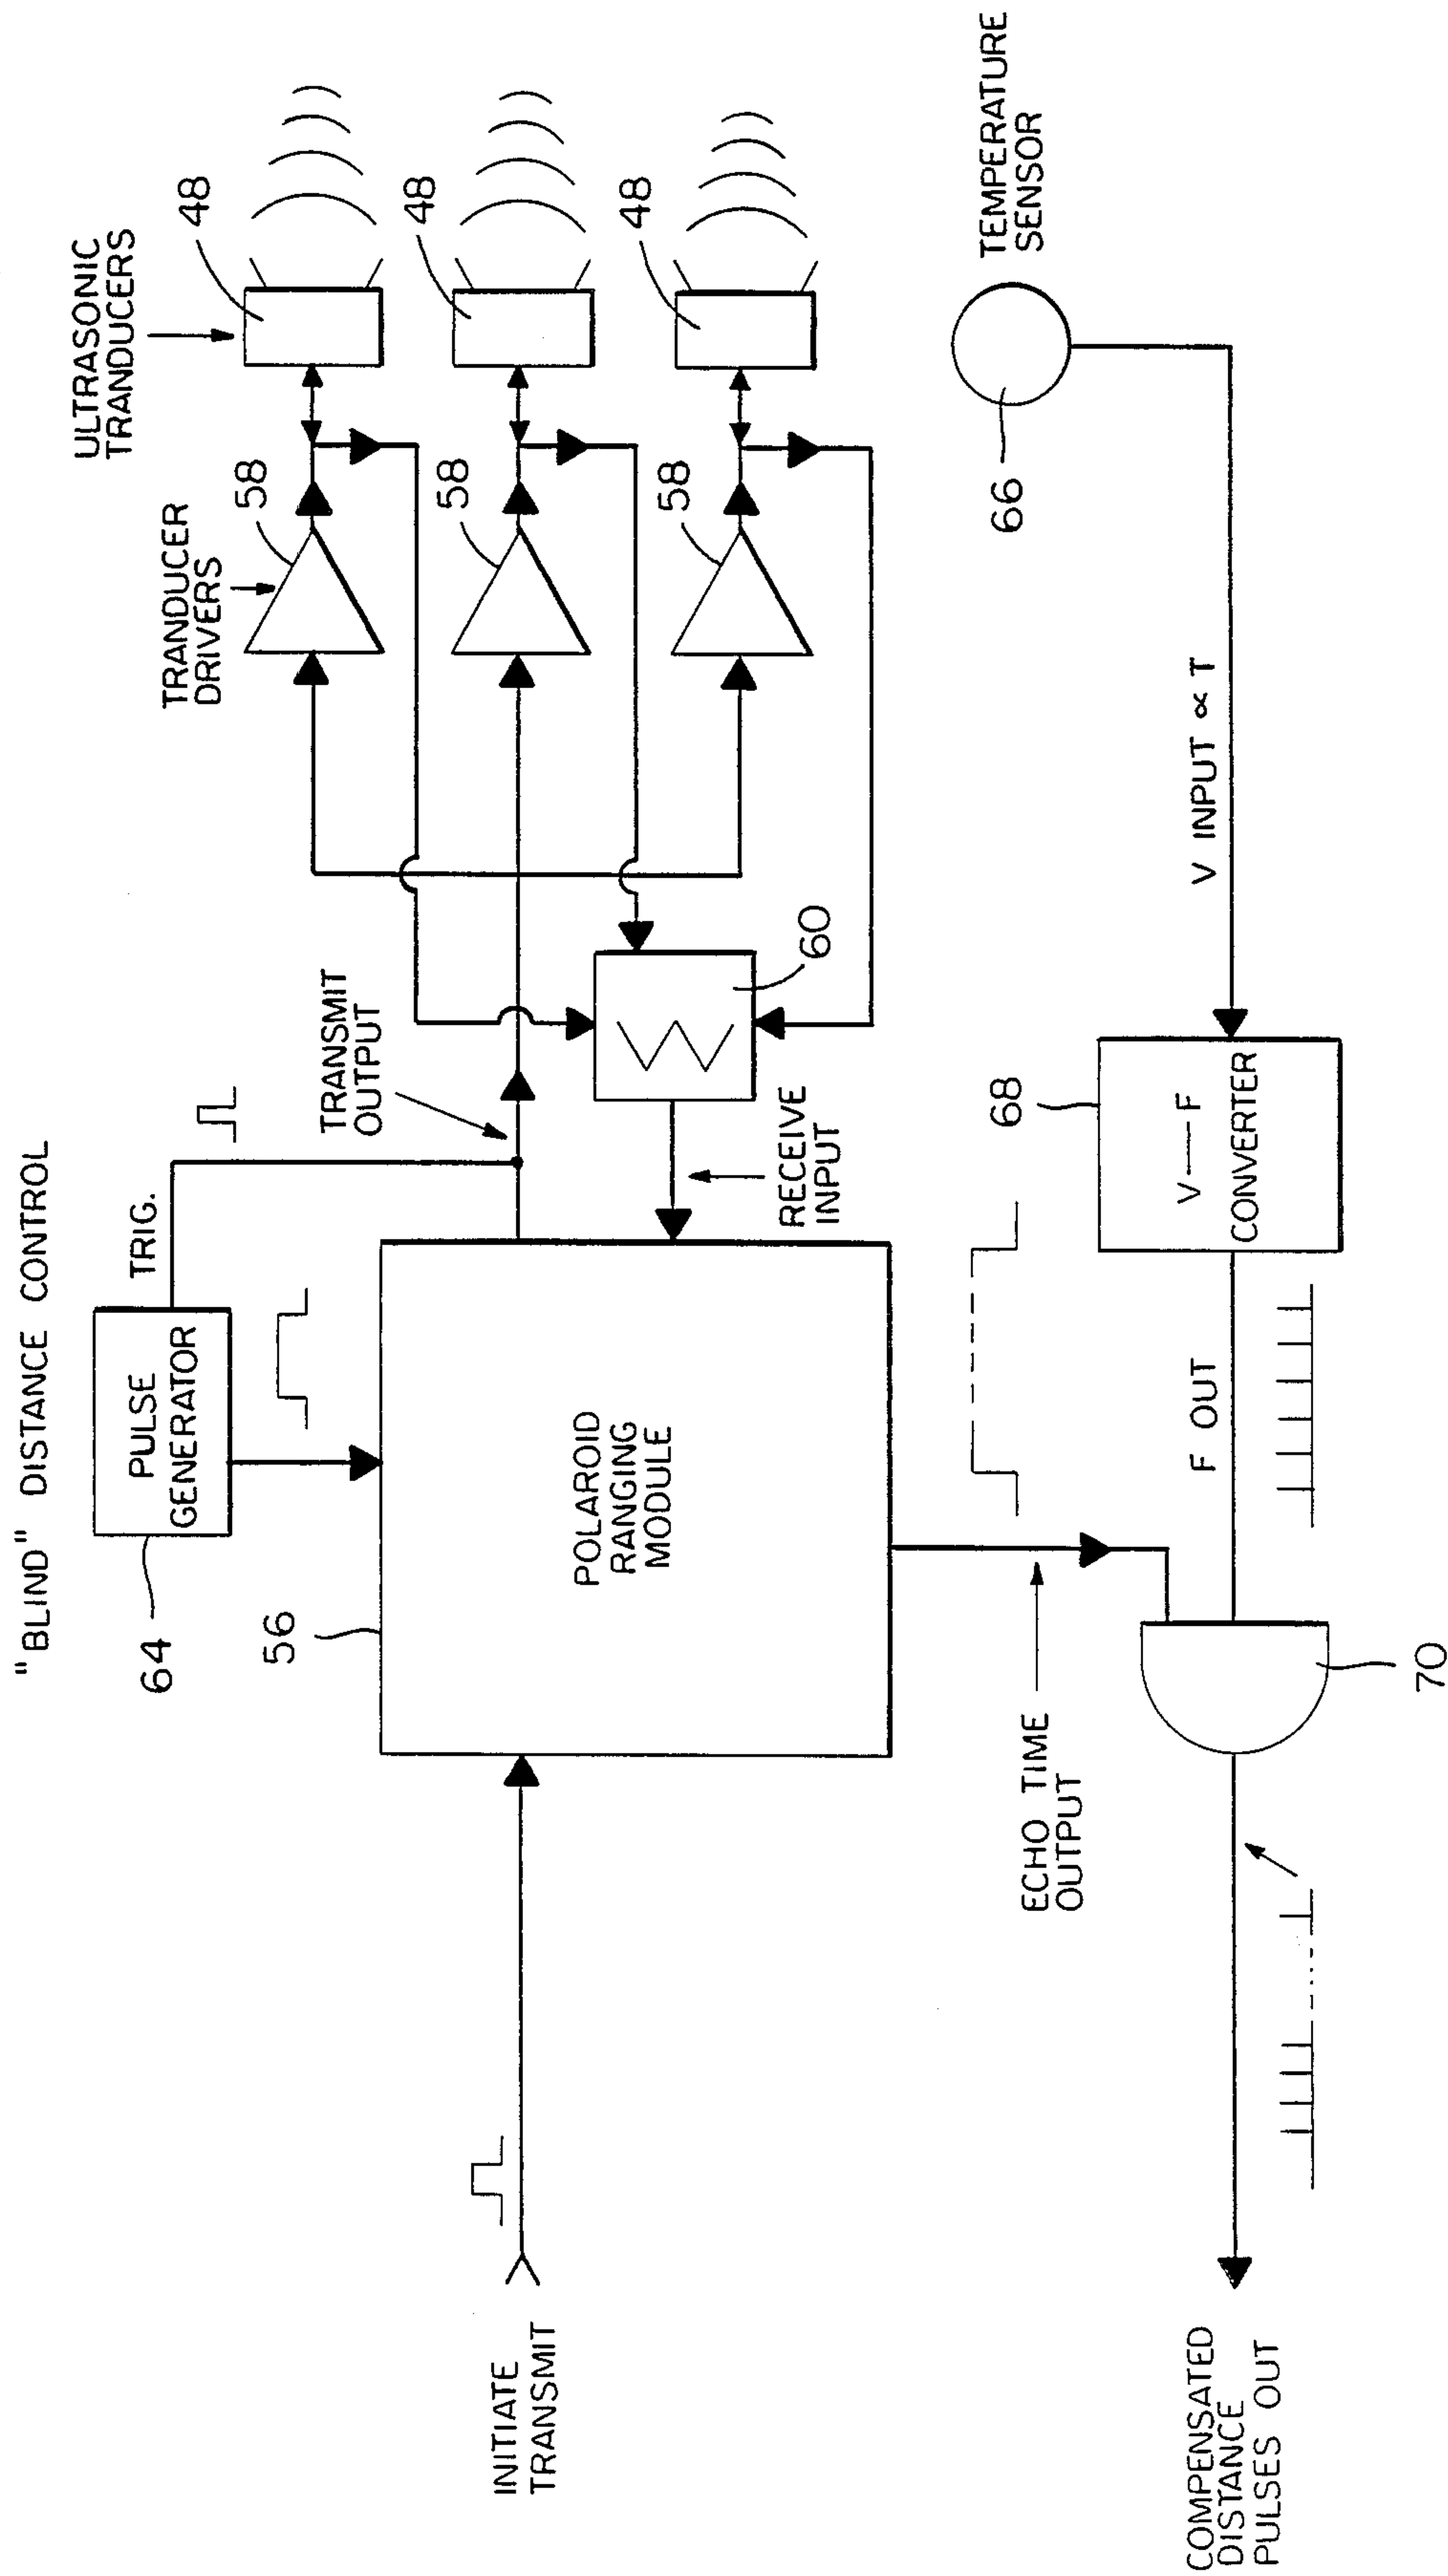 "BLIND" DISTANCE CONTROL
PULSE
GENERATOR
64
TRIG.
ULTRASONIC
TRANDUCERS
48
48
48
TRANDUCER
DRIVERS
58
58
58
TRANSMIT
OUTPUT
60
RECEIVE
INPUT
56
POLAROID
RANGING
MODULE
INITIATE
TRANSMIT
ECHO TIME
OUTPUT
TEMPERATURE
SENSOR
66
V INPUT ∝ T
68
V—F
CONVERTER
F OUT
70
COMPENSATED
DISTANCE
PULSES OUT